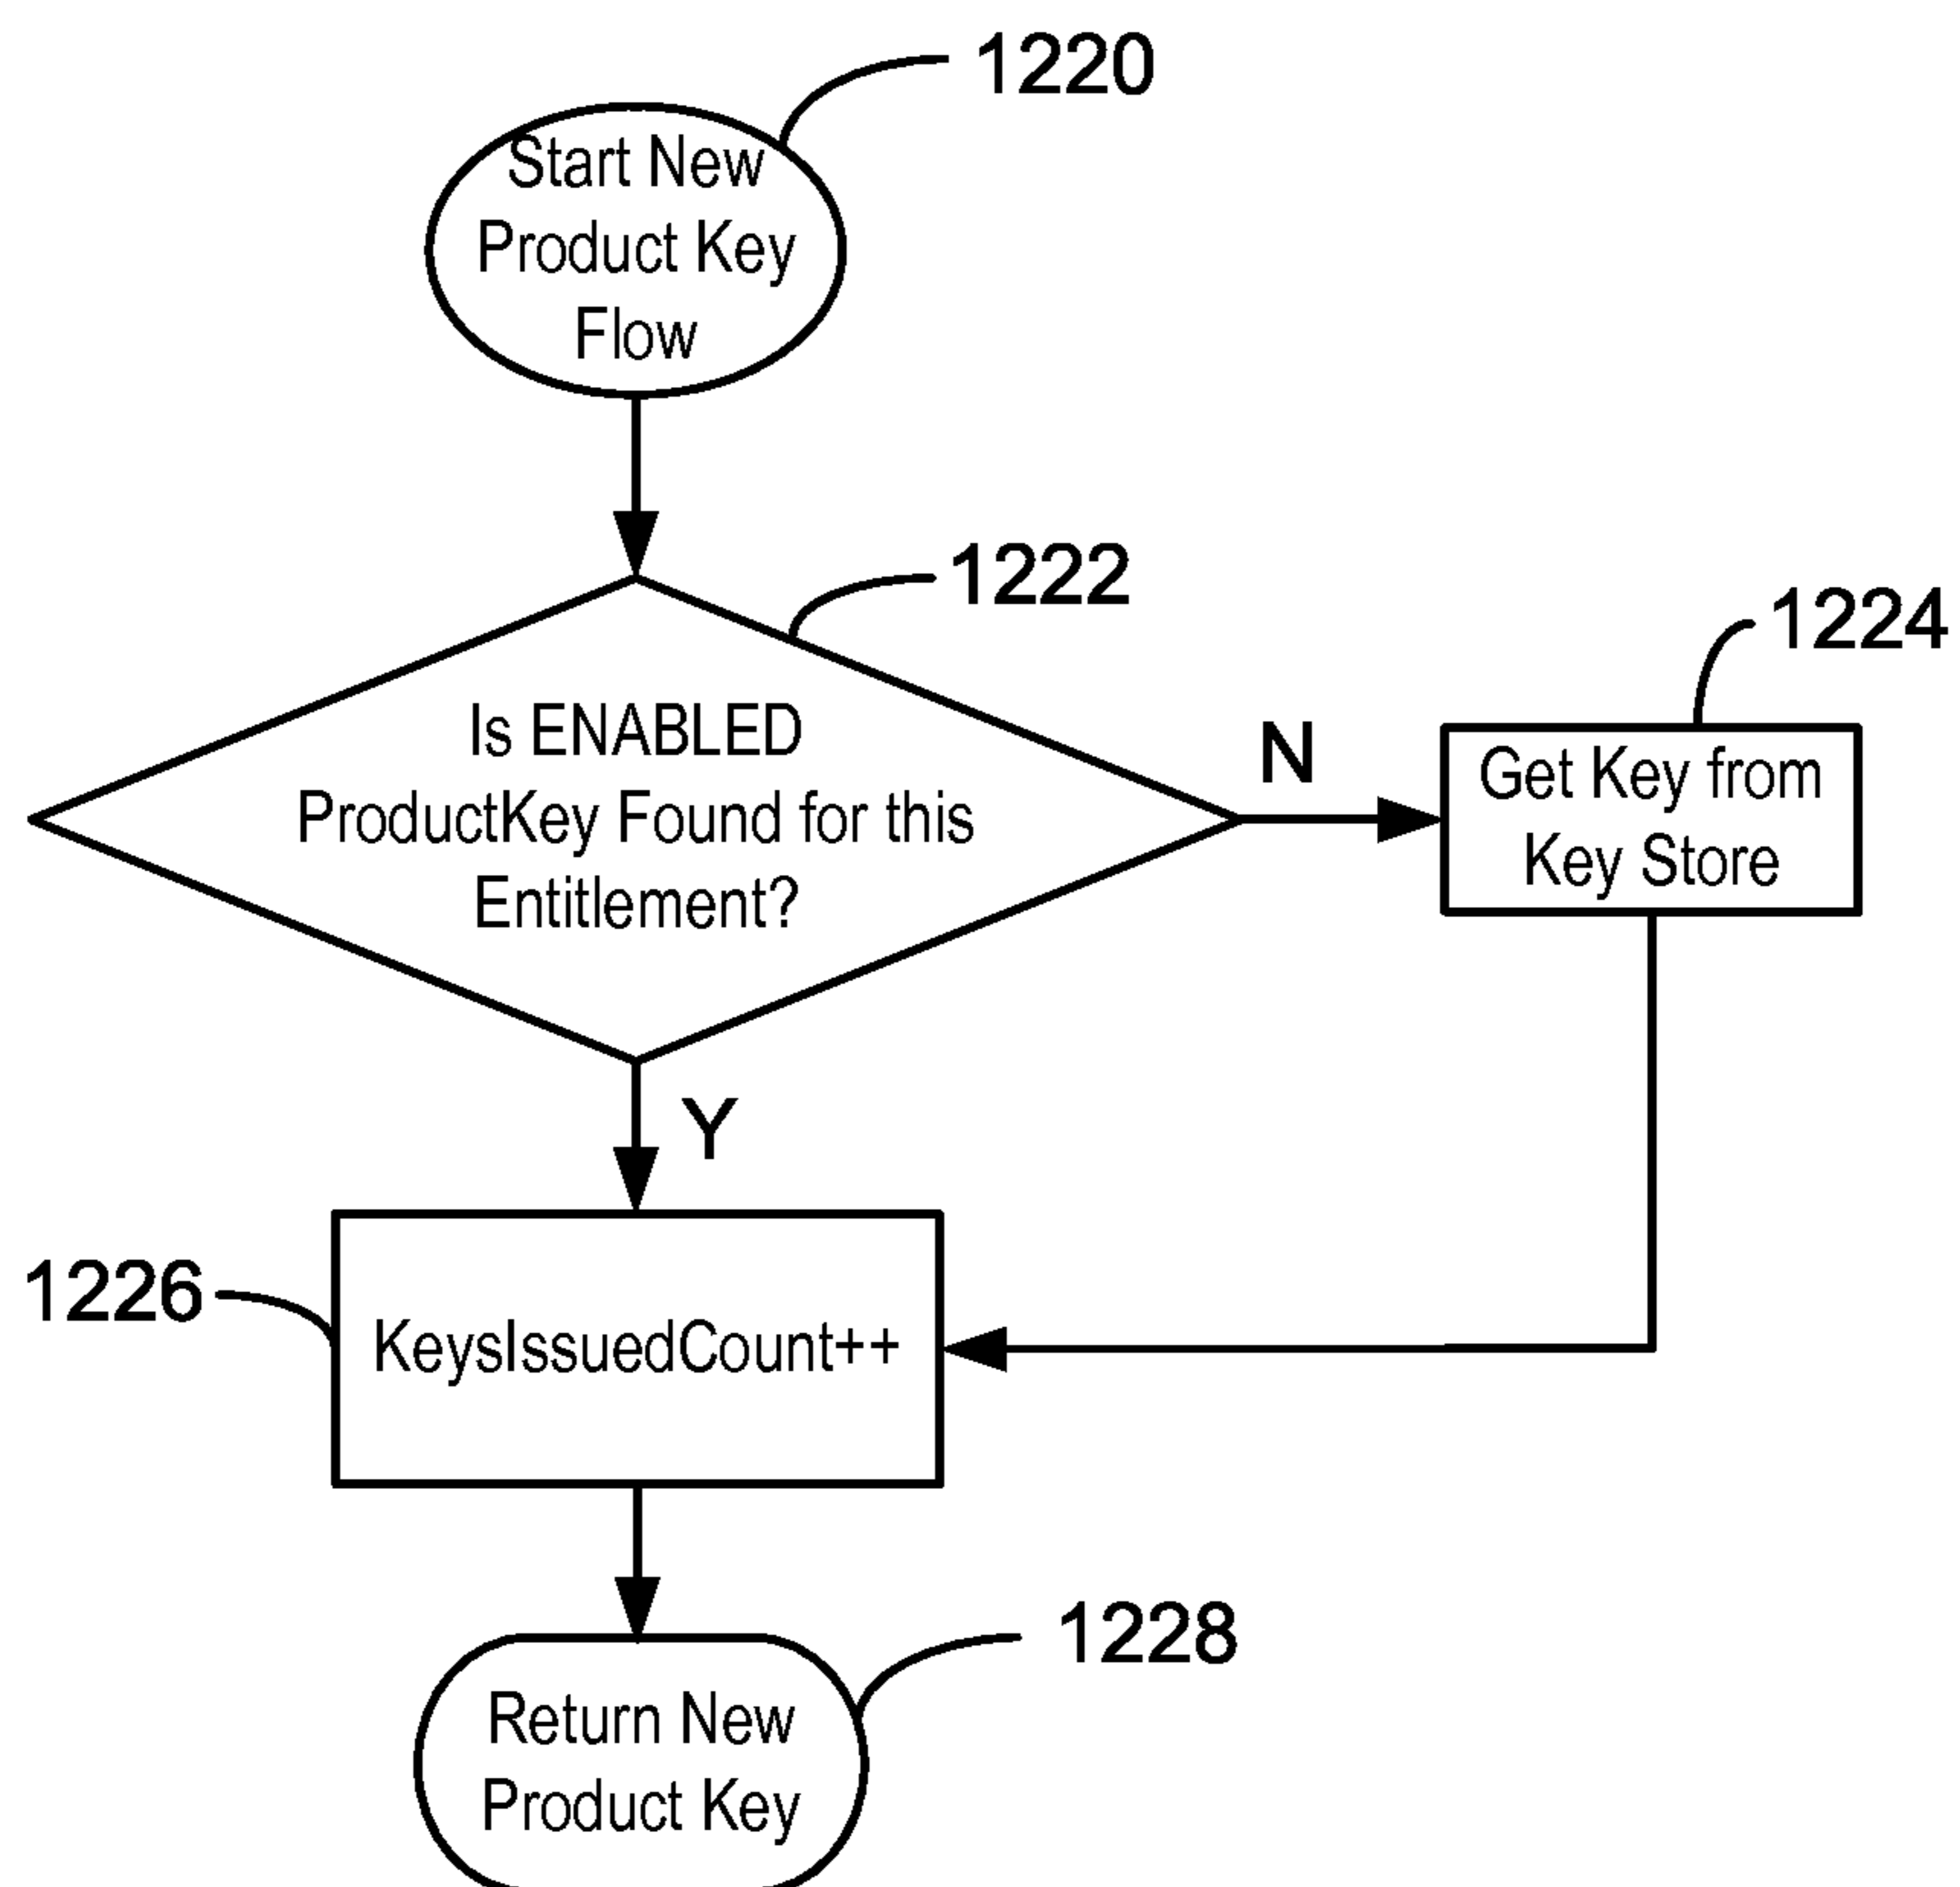 1220
Start New
Product Key
Flow
1222
Is ENABLED
ProductKey Found for this
Entitlement?
N
1224
Get Key from
Key Store
Y
1226
KeysIssuedCount++
1228
Return New
Product Key